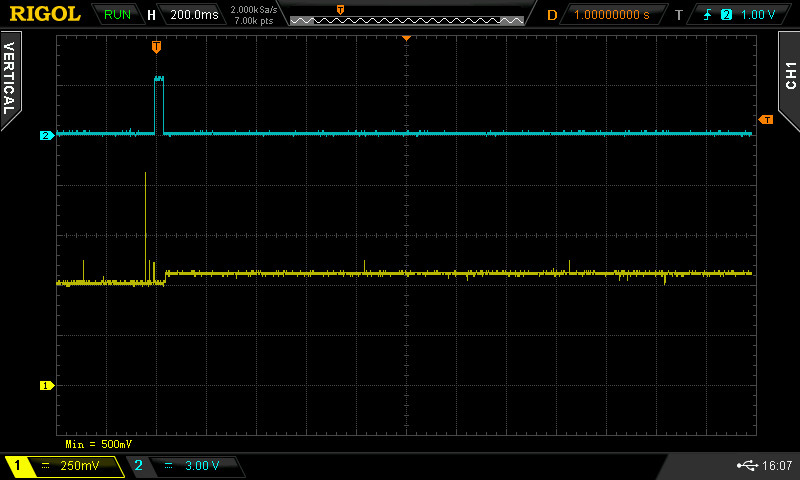 RIGOL RUN H 200.0ms 2.000kSa/s 7.00k pts T D 1.00000000 s T 2 1.00 V
T
VERTICAL
CH1
T
2
1
Min = 500mV
1 250mV 2 3.00 V 16:07